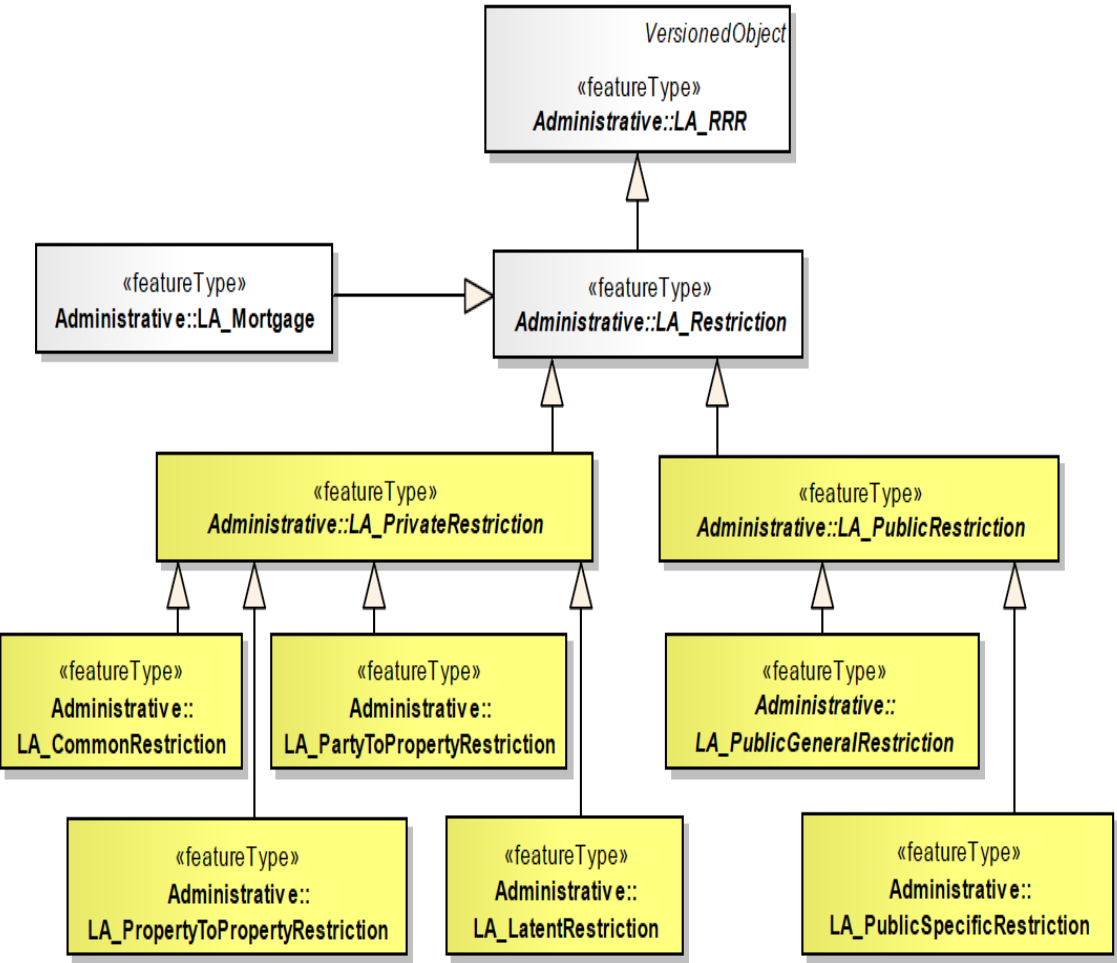 VersionedObject
«featureType»
Administrative::LA_RRR
«featureType»
Administrative::LA_Mortgage
«featureType»
Administrative::LA_Restriction
«featureType»
Administrative::LA_PrivateRestriction
«featureType»
Administrative::LA_PublicRestriction
«featureType»
Administrative::
LA_CommonRestriction
«featureType»
Administrative::
LA_PartyToPropertyRestriction
«featureType»
Administrative::
LA_PublicGeneralRestriction
«featureType»
Administrative::
LA_PropertyToPropertyRestriction
«featureType»
Administrative::
LA_LatentRestriction
«featureType»
Administrative::
LA_PublicSpecificRestriction